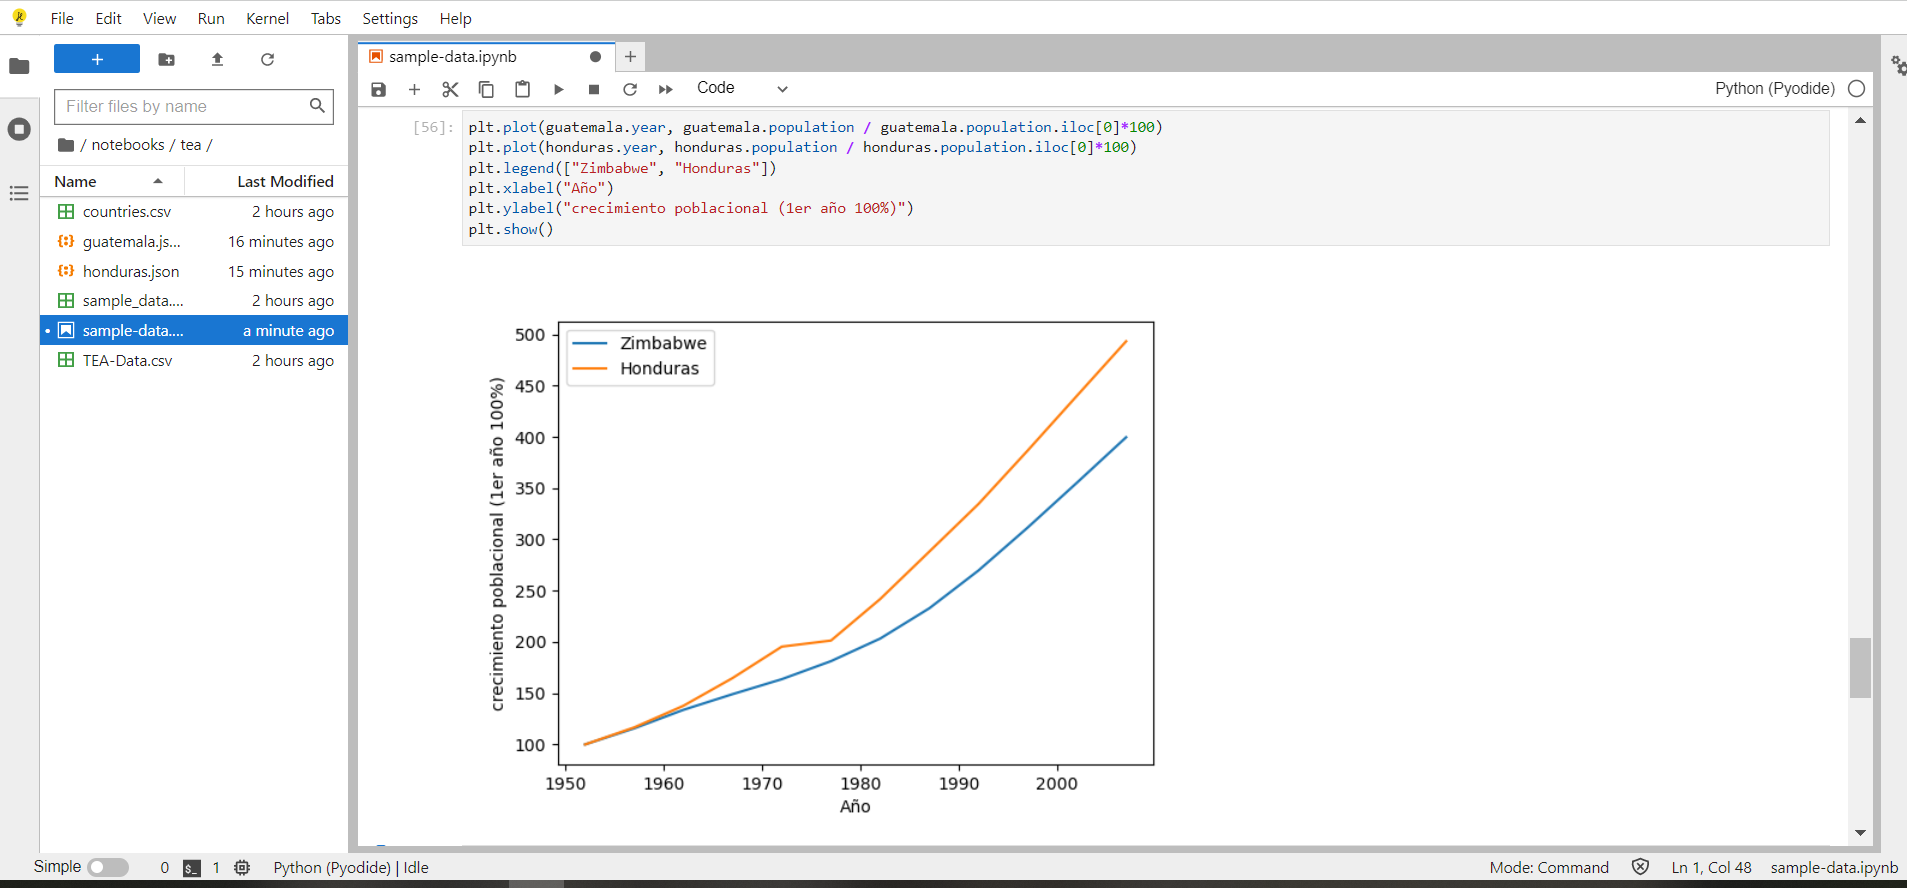 File Edit View Run Kernel Tabs Settings Help
+
Filter files by name
/ notebooks / tea /
Name Last Modified
countries.csv 2 hours ago
guatemala.js... 16 minutes ago
honduras.json 15 minutes ago
sample_data.... 2 hours ago
sample-data.... a minute ago
TEA-Data.csv 2 hours ago
sample-data.ipynb
Code
Python (Pyodide)
[56]:
plt.plot(guatemala.year, guatemala.population / guatemala.population.iloc[0]*100)
plt.plot(honduras.year, honduras.population / honduras.population.iloc[0]*100)
plt.legend(["Zimbabwe", "Honduras"])
plt.xlabel("Año")
plt.ylabel("crecimiento poblacional (1er año 100%)")
plt.show()
Zimbabwe
Honduras
crecimiento poblacional (1er año 100%)
500
450
400
350
300
250
200
150
100
1950 1960 1970 1980 1990 2000
Año
Simple 0 $_ 1 Python (Pyodide) | Idle
Mode: Command Ln 1, Col 48 sample-data.ipynb